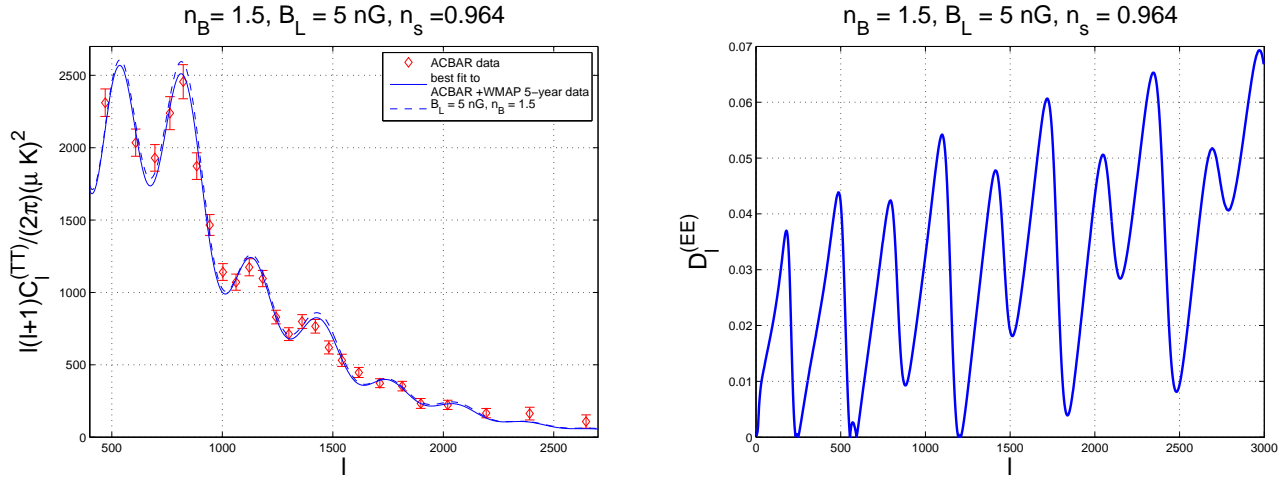 n_B = 1.5, B_L = 5 nG, n_s =0.964
l(l+1)C_l^(TT)/(2π)(μ K)^2
2500
2000
1500
1000
500
0
500
1000
1500
2000
2500
l
ACBAR data
best fit to
ACBAR +WMAP 5-year data
B_L = 5 nG, n_B = 1.5
n_B = 1.5, B_L = 5 nG, n_s = 0.964
D_l^(EE)
0.07
0.06
0.05
0.04
0.03
0.02
0.01
0
0
500
1000
1500
2000
2500
3000
l